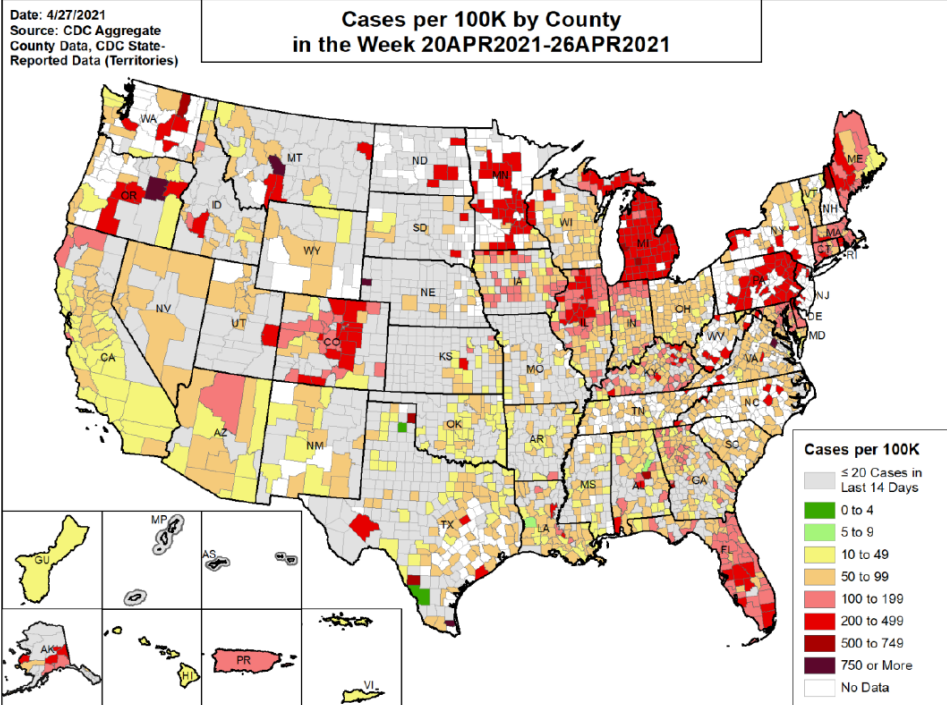 Date: 4/27/2021
Source: CDC Aggregate
County Data, CDC State-
Reported Data (Territories)
Cases per 100K by County
in the Week 20APR2021-26APR2021
WA
MT
ND
MN
ME
OR
ID
SD
WI
MI
VT
NH
NY
MA
CT
RI
WY
IA
PA
NJ
NE
OH
DE
NV
UT
CO
IL
IN
WV
MD
CA
KS
MO
KY
VA
AZ
NM
OK
AR
TN
NC
SC
MS
AL
GA
TX
LA
FL
GU
MP
AS
AK
HI
PR
VI
Cases per 100K
≤ 20 Cases in
Last 14 Days
0 to 4
5 to 9
10 to 49
50 to 99
100 to 199
200 to 499
500 to 749
750 or More
No Data